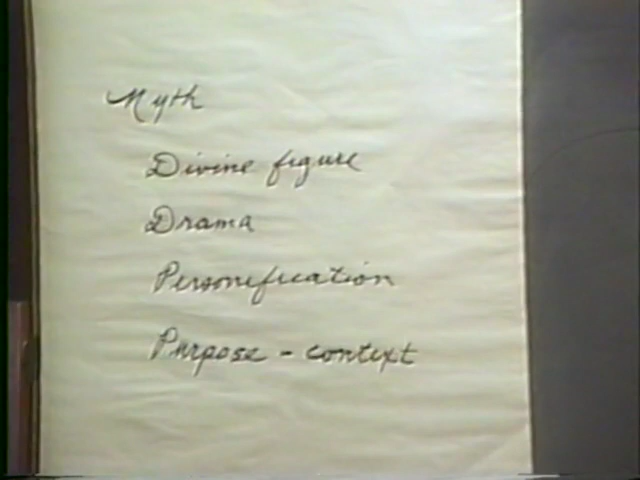 Myth
Divine figure
Drama
Personification
Purpose - context